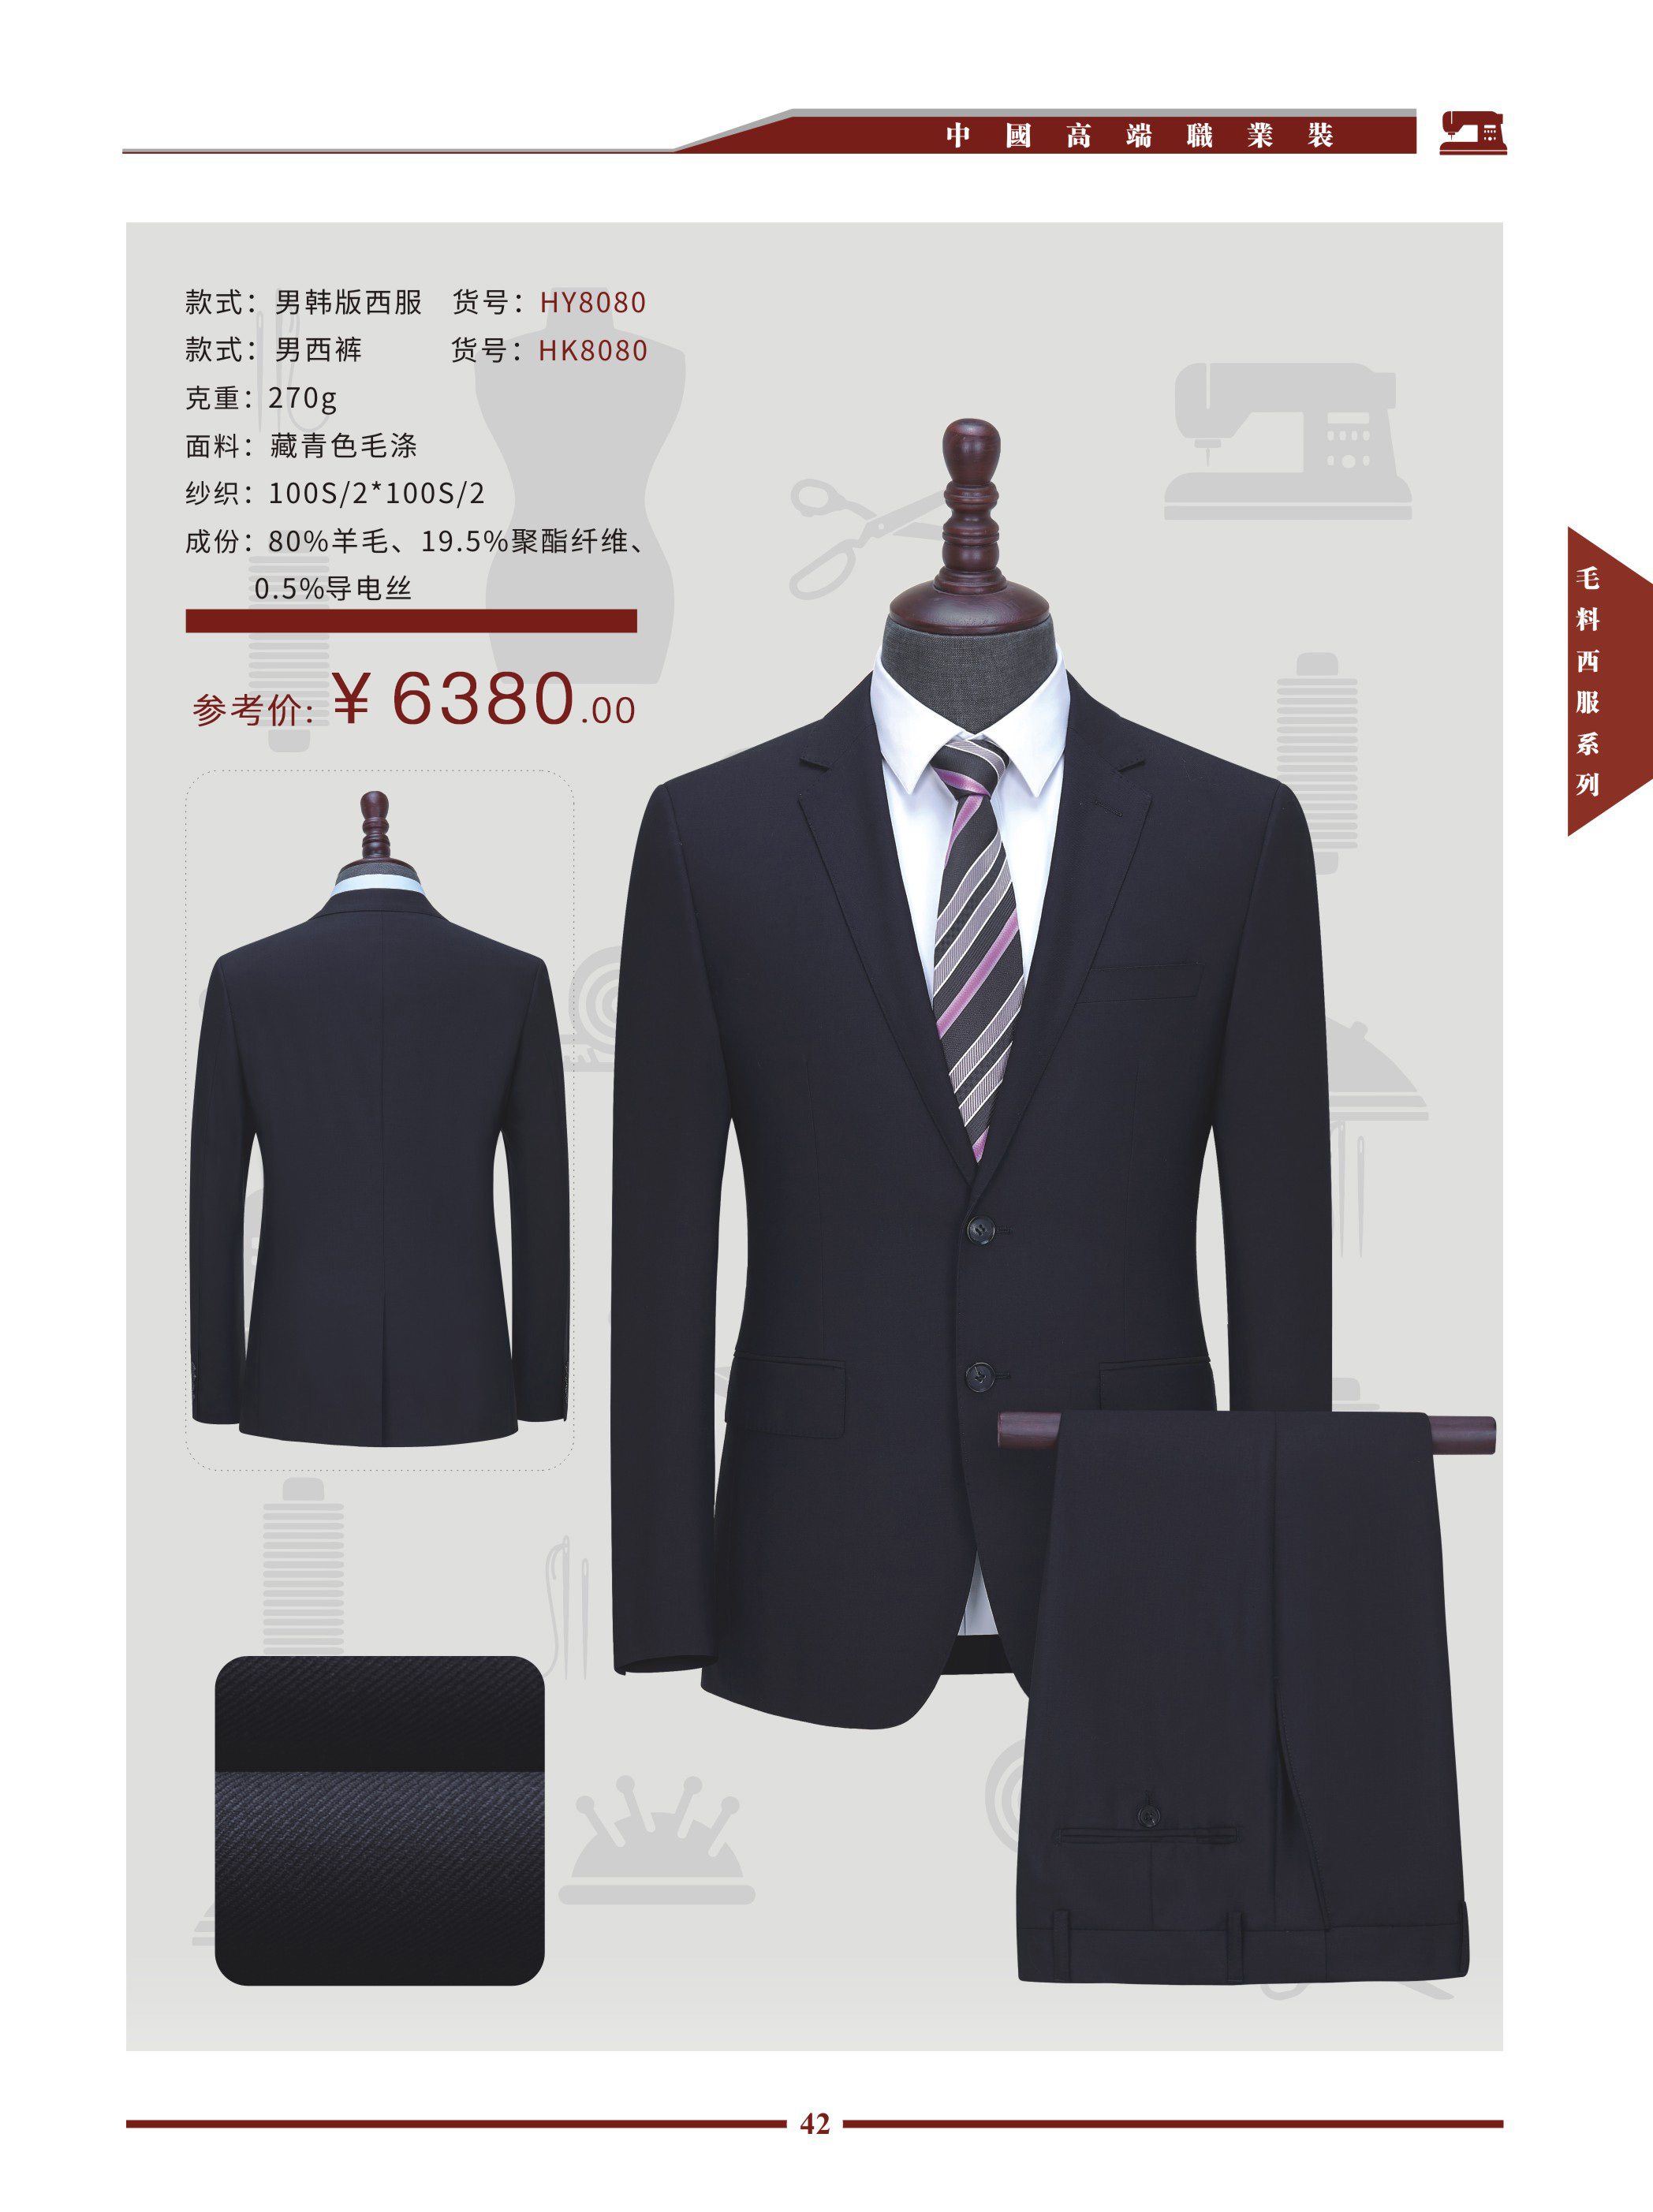 中國高端職業裝
款式：男韩版西服 货号：HY8080
款式：男西裤 货号：HK8080
克重：270g
面料：藏青色毛涤
纱织：100S/2*100S/2
成份：80%羊毛、19.5%聚酯纤维、
0.5%导电丝
参考价: ¥6380.00
毛料西服系列
42